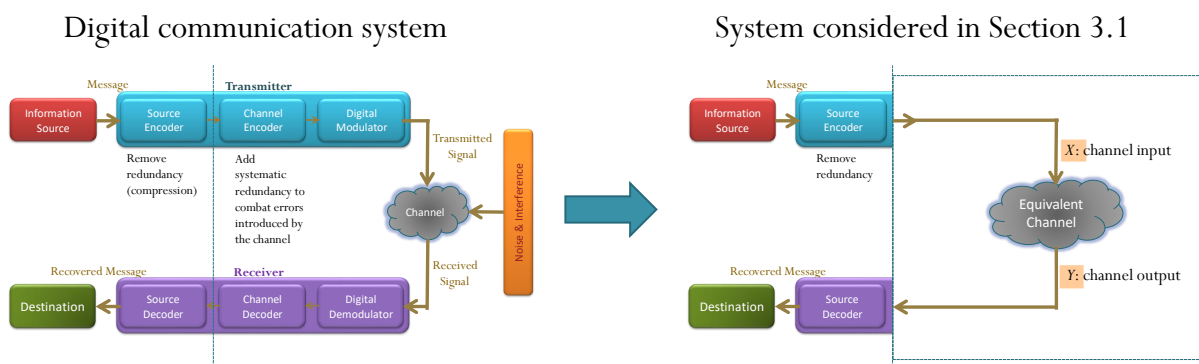 Digital communication system
Message
Transmitter
Information
Source
Source
Encoder
Channel
Encoder
Digital
Modulator
Remove
redundancy
(compression)
Add
systematic
redundancy to
combat errors
introduced by
the channel
Transmitted
Signal
Channel
Noise & Interference
Received
Signal
Recovered Message
Receiver
Destination
Source
Decoder
Channel
Decoder
Digital
Demodulator
System considered in Section 3.1
Message
Information
Source
Source
Encoder
Remove
redundancy
X: channel input
Equivalent
Channel
Y: channel output
Recovered Message
Destination
Source
Decoder